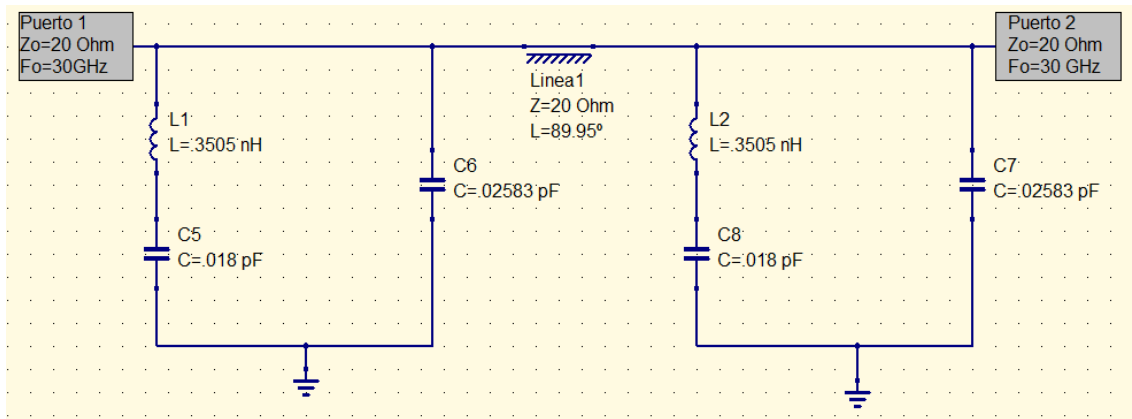 Puerto 1
Zo=20 Ohm
Fo=30GHz
Puerto 2
Zo=20 Ohm
Fo=30 GHz
Linea1
Z=20 Ohm
L=89.95º
L1
L=.3505 nH
C6
C=.02583 pF
L2
L=.3505 nH
C7
C=.02583 pF
C5
C=.018 pF
C8
C=.018 pF